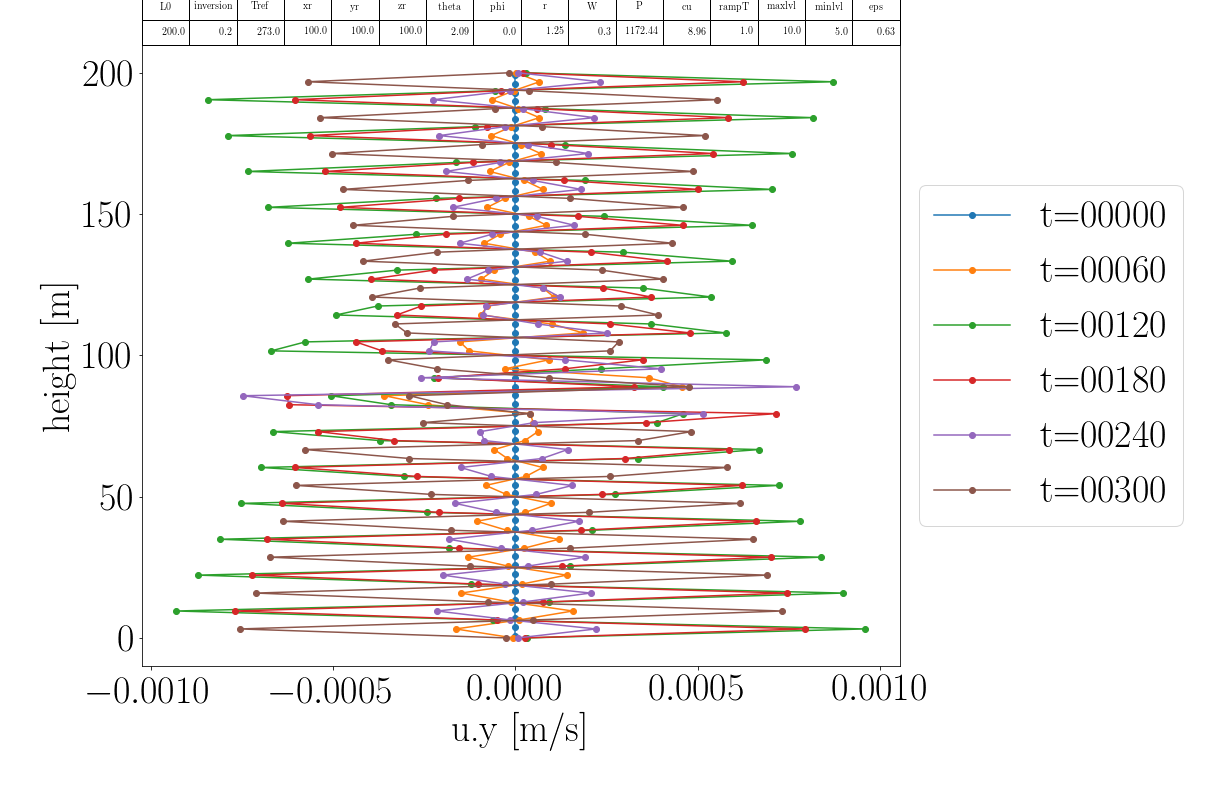 L0 inversion Tref xr yr zr theta phi r W P cu rampT maxlvl minlvl eps
200.0 0.2 273.0 100.0 100.0 100.0 2.09 0.0 1.25 0.3 1172.44 8.96 1.0 10.0 5.0 0.63
200
150
100
50
0
height [m]
−0.0010 −0.0005 0.0000 0.0005 0.0010
u.y [m/s]
t=00000
t=00060
t=00120
t=00180
t=00240
t=00300